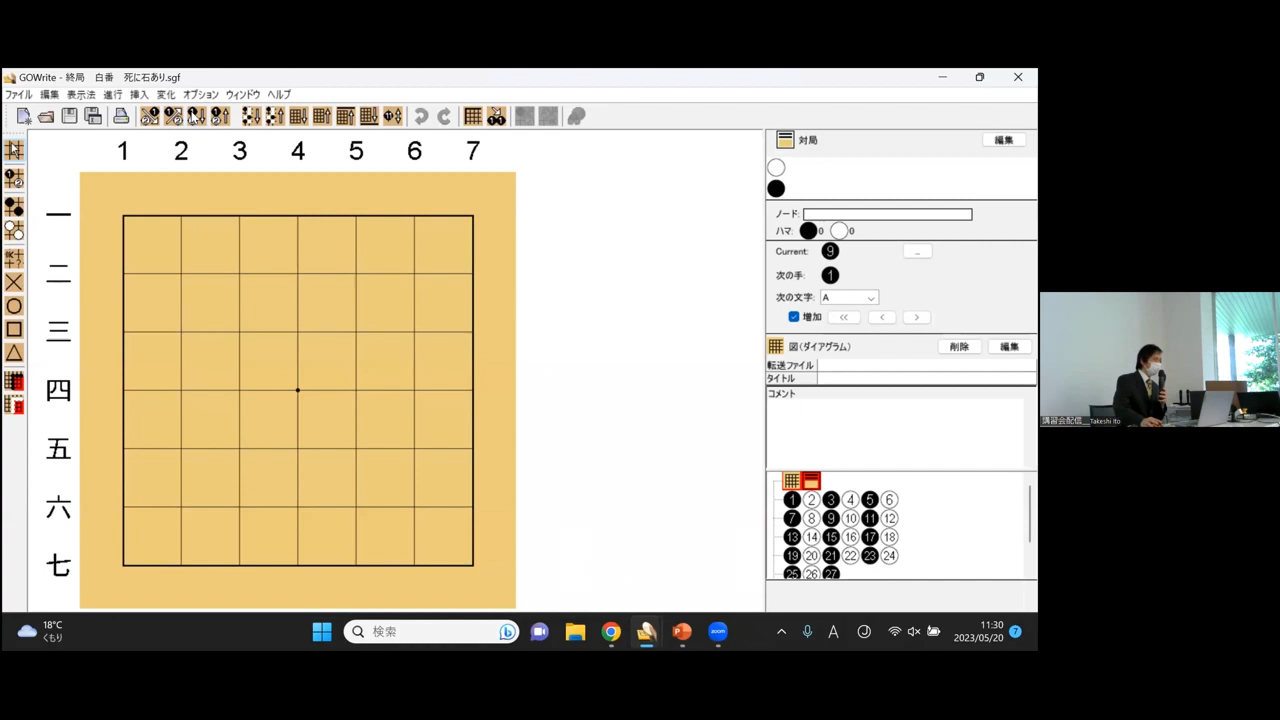 GOWrite - 終局 白番 死に石あり.sgf
ファイル 編集 表示法 進行 挿入 変化 オプション ウィンドウ ヘルプ
1 2 3 4 5 6 7
一
二
三
四
五
六
七
対局 編集
ノード:
ハマ: 0 0
Current: 9 ...
次の手: 1
次の文字: A
増加 << < >
図(ダイアグラム) 削除 編集
転送ファイル
タイトル
コメント
1 2 3 4 5 6
7 8 9 10 11 12
13 14 15 16 17 18
19 20 21 22 23 24
25 26 27
講習会配信__Takeshi Ito
18°C
くもり
検索
zoom
A
11:30
2023/05/20
7